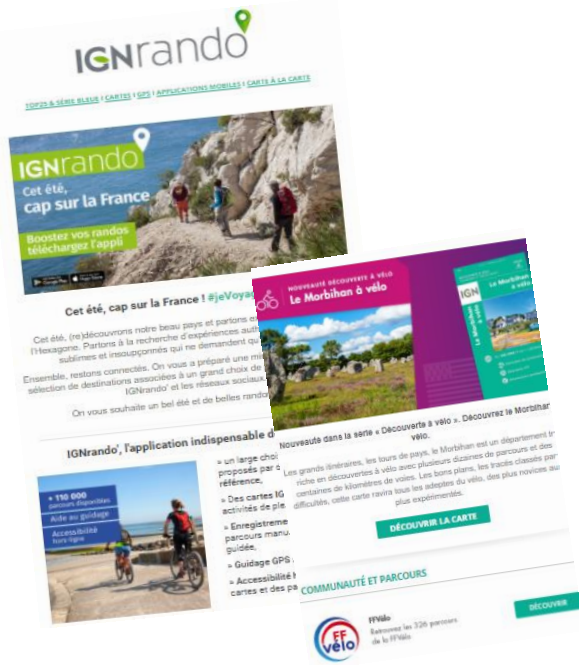 IGNrando'
TOP25 & SÉRIE BLEUE I CARTES I GPS I APPLICATIONS MOBILES I CARTE À LA CARTE
IGNrando'
Cet été,
cap sur la France
Boostez vos randos
téléchargez l'appli
Google Play
App Store
Cet été, cap sur la France ! #jeVoya
Cet été, (re)découvrons notre beau pays et partons e
l'Hexagone. Partons à la recherche d'expériences auth
sublimes et insoupçonnés qui ne demandent qu
Ensemble, restons connectés. On vous a préparé une
sélection de destinations associées à un grand choix de
IGNrando' et les réseaux sociaux
On vous souhaite un bel été et de belles rando
IGNrando', l'application indispensable d
+ 110 000
parcours disponibles
Aide au guidage
Accessibilité
hors ligne
» un large choi
proposés par
référence,
» Des cartes IG
activités de ple
» Enregistreme
parcours manu
guidée,
» Guidage GPS
» Accessibilité
cartes et des pa
NOUVEAUTÉ DÉCOUVERTE À VÉLO
Le Morbihan à vélo
IGN
Le Morbihan
à vélo
Le Morbihan
à vélo
Nouveauté dans la série « Découverte à vélo ». Découvrez le Morbihan
vélo.
Les grands itinéraires, les tours de pays, le Morbihan est un département tr
riche en découvertes à vélo avec plusieurs dizaines de parcours et des
centaines de kilomètres de voies. Les bons plans, les tracés classés par
difficultés, cette carte ravira tous les adeptes du vélo, des plus novices au
plus expérimentés.
DÉCOUVRIR LA CARTE
COMMUNAUTÉ ET PARCOURS
FF
vélo
FFVélo
Retrouvez les 326 parcours
de la FFVélo
DÉCOUVRIR